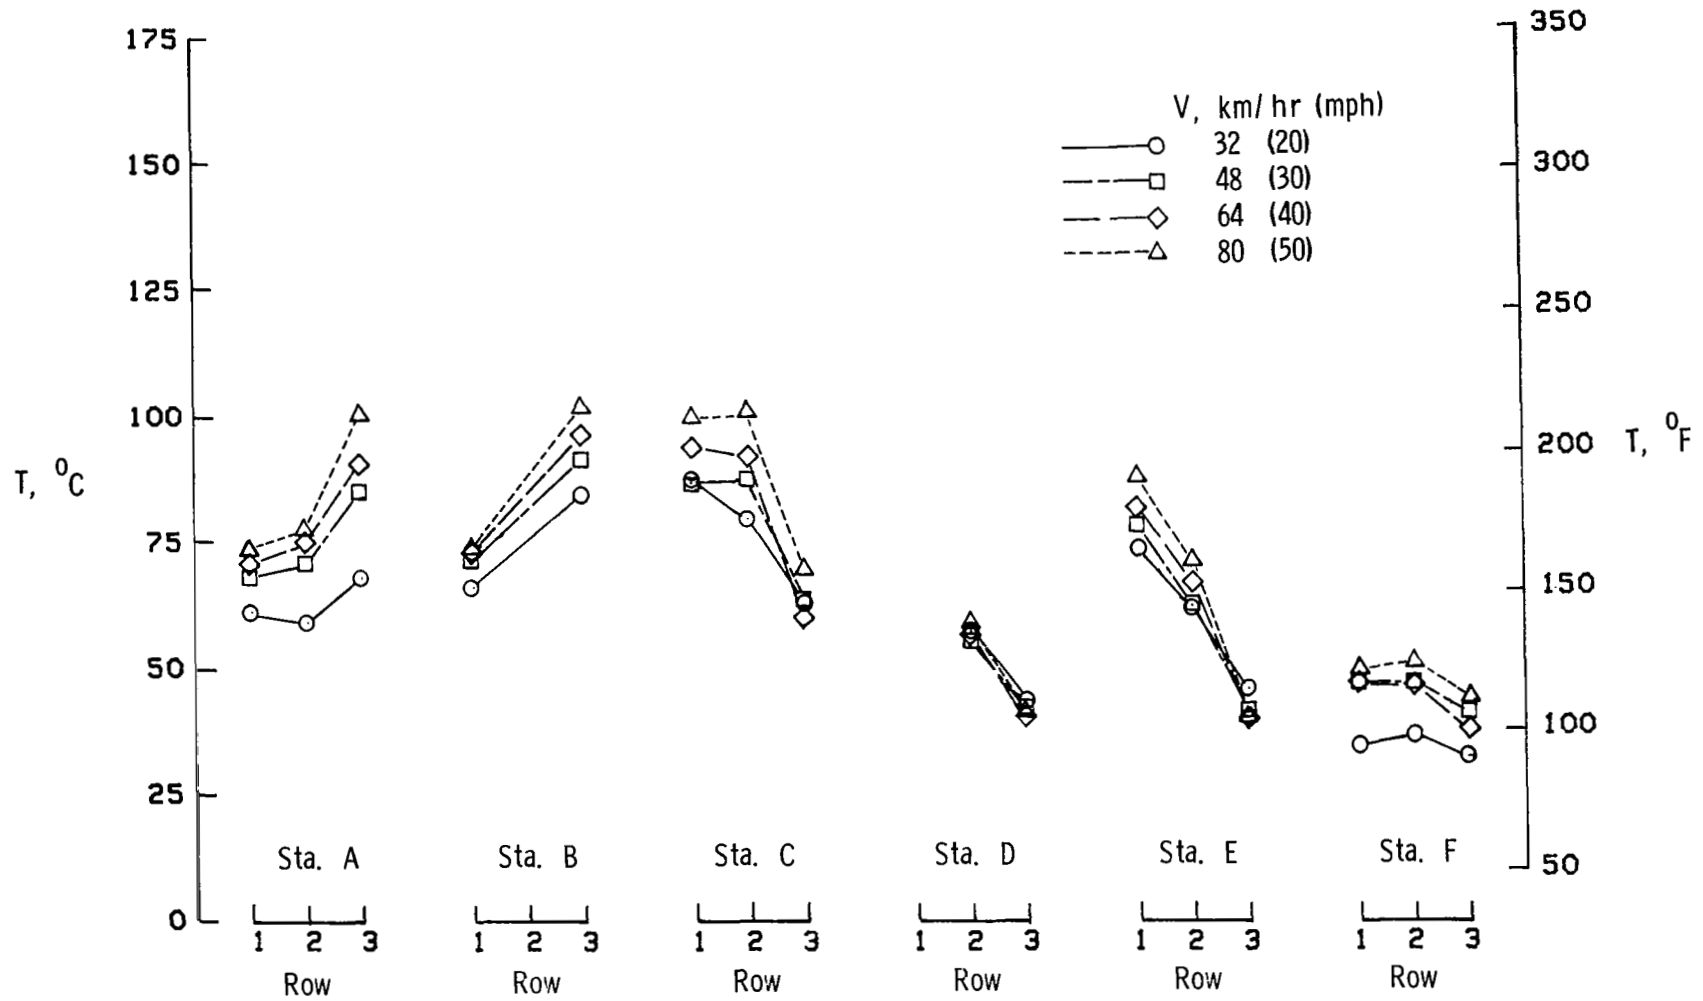 175
150
125
100
75
50
25
0
T, °C
350
300
250
200
150
100
50
T, °F
V, km/hr (mph)
32 (20)
48 (30)
64 (40)
80 (50)
Sta. A
Sta. B
Sta. C
Sta. D
Sta. E
Sta. F
1 2 3
1 2 3
1 2 3
1 2 3
1 2 3
1 2 3
Row
Row
Row
Row
Row
Row